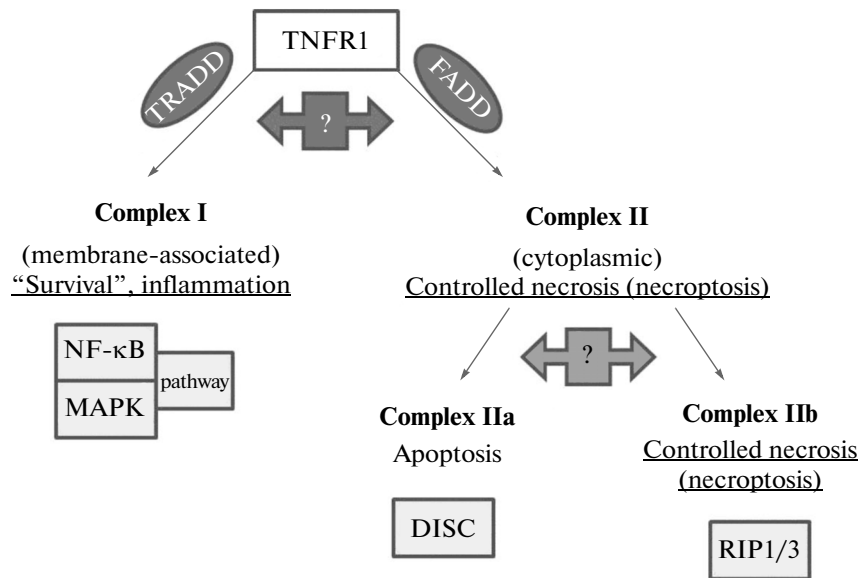 TNFR1
TRADD
FADD
?
Complex I
(membrane-associated)
“Survival”, inflammation
NF-κB
MAPK
pathway
Complex II
(cytoplasmic)
Controlled necrosis (necroptosis)
?
Complex IIa
Apoptosis
DISC
Complex IIb
Controlled necrosis
(necroptosis)
RIP1/3